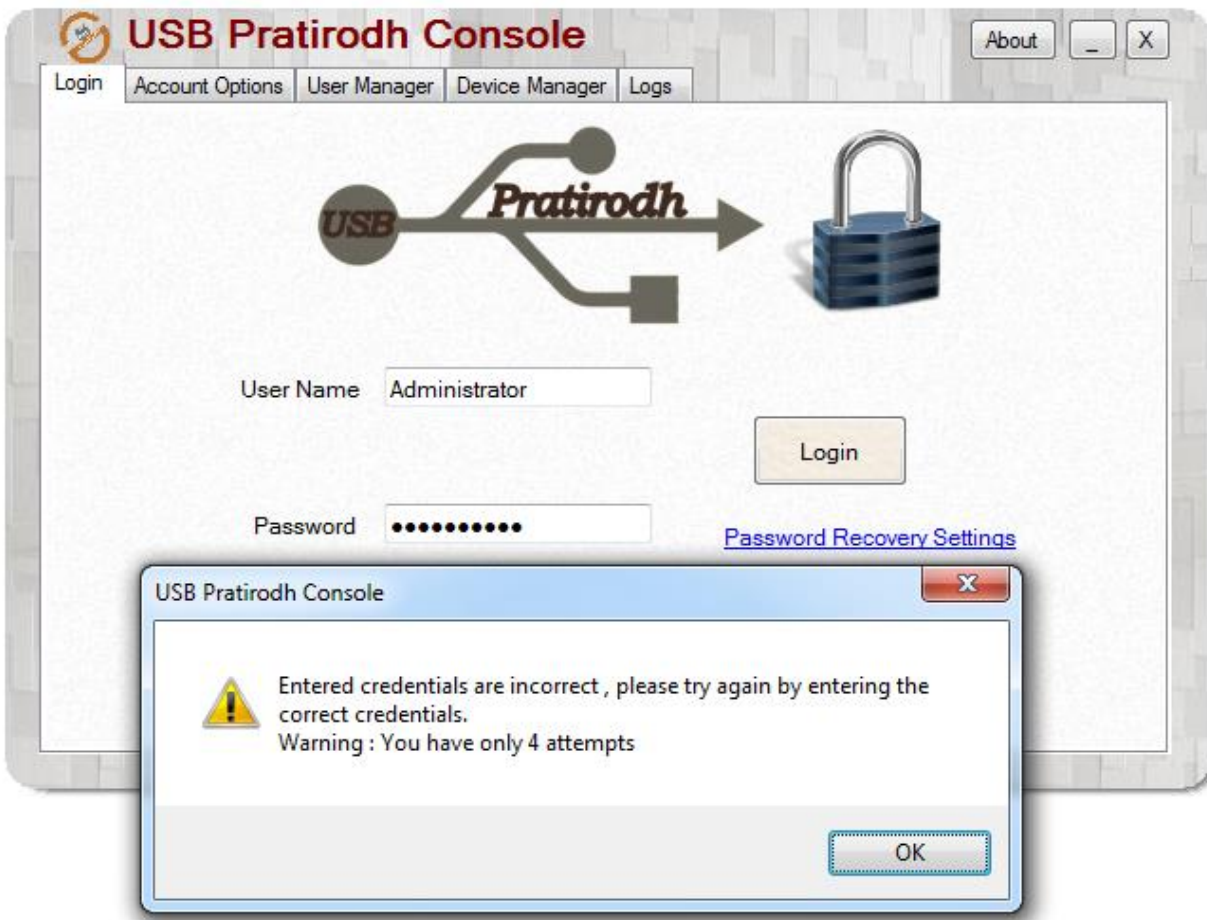 USB Pratirodh Console
About _ X
Login Account Options User Manager Device Manager Logs
USB Pratirodh
User Name Administrator
Login
Password ●●●●●●●●●●
Password Recovery Settings
USB Pratirodh Console
X
Entered credentials are incorrect , please try again by entering the
correct credentials.
Warning : You have only 4 attempts
OK